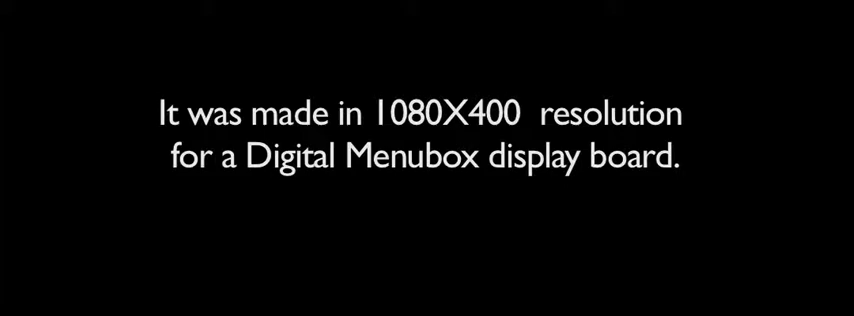 It was made in 1080X400  resolution
for a Digital Menubox display board.